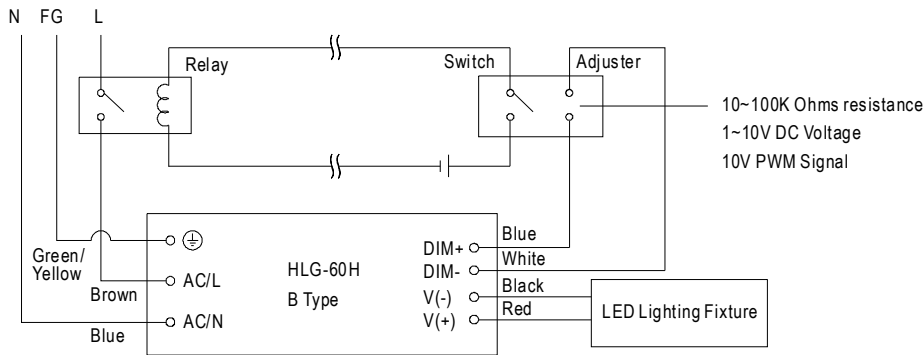 N FG L
Relay
Switch
Adjuster
10~100K Ohms resistance
1~10V DC Voltage
10V PWM Signal
Green/
Yellow
Brown
Blue
AC/L
AC/N
HLG-60H
B Type
DIM+
DIM-
V(-)
V(+)
Blue
White
Black
Red
LED Lighting Fixture